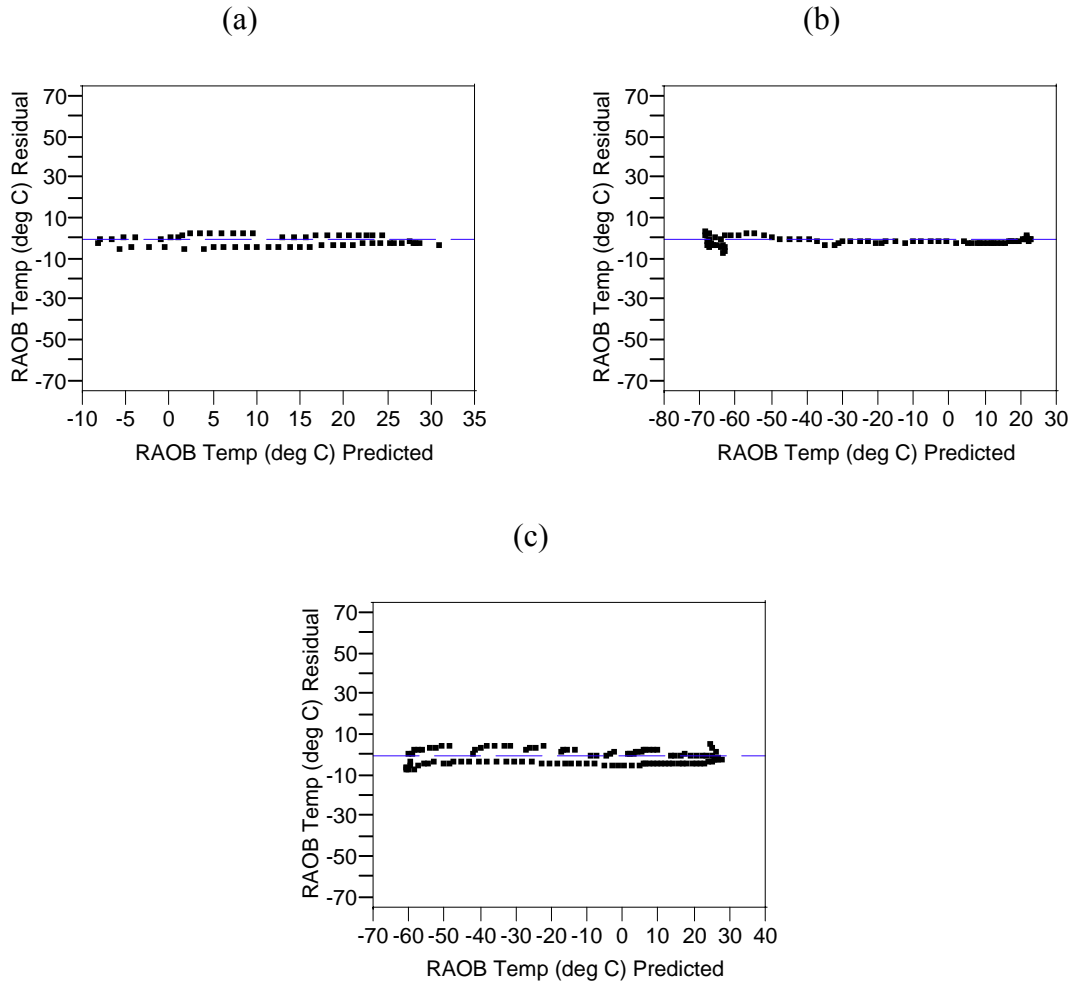 (a)
(b)
RAOB Temp (deg C) Residual
70
50
30
10
-10
-30
-50
-70
-10 -5 0 5 10 15 20 25 30 35
RAOB Temp (deg C) Predicted
RAOB Temp (deg C) Residual
70
50
30
10
-10
-30
-50
-70
-80 -70 -60 -50 -40 -30 -20 -10 0 10 20 30
RAOB Temp (deg C) Predicted
(c)
RAOB Temp (deg C) Residual
70
50
30
10
-10
-30
-50
-70
-70 -60 -50 -40 -30 -20 -10 0 10 20 30 40
RAOB Temp (deg C) Predicted